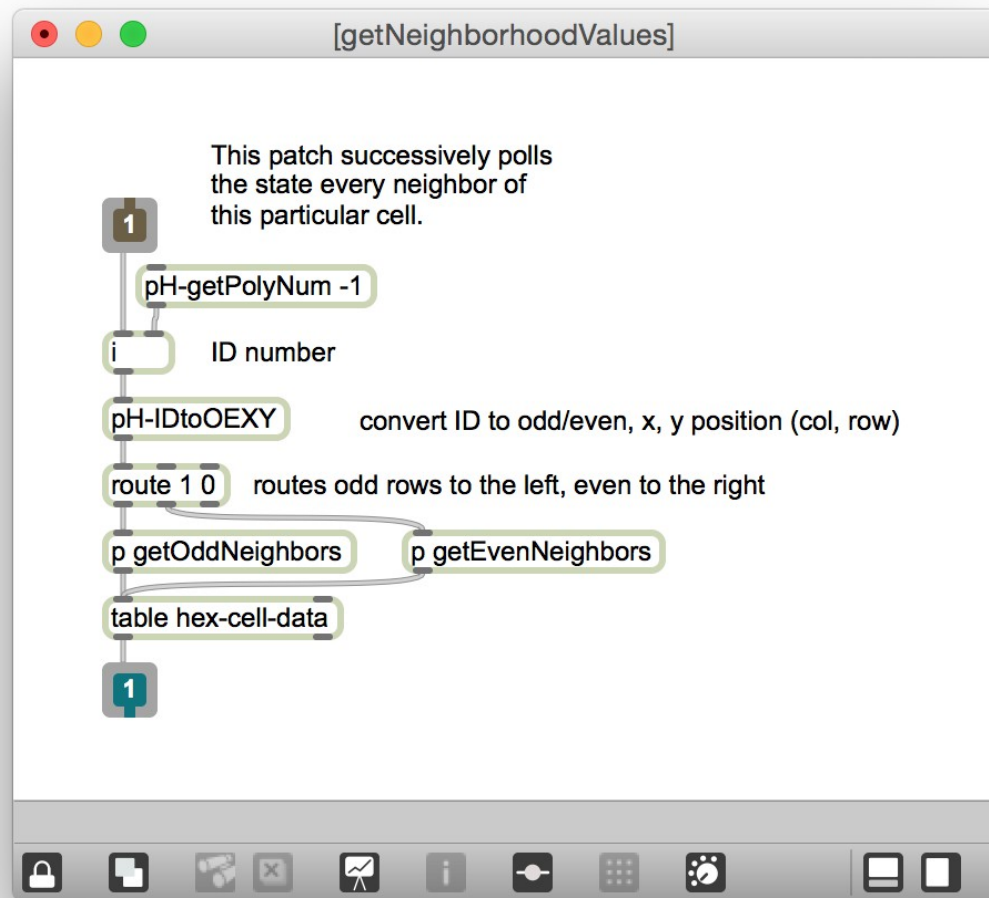 [getNeighborhoodValues]
This patch successively polls
the state every neighbor of
this particular cell.
1
pH-getPolyNum -1
i
ID number
pH-IDtoOEXY
convert ID to odd/even, x, y position (col, row)
route 1 0
routes odd rows to the left, even to the right
p getOddNeighbors
p getEvenNeighbors
table hex-cell-data
1
i